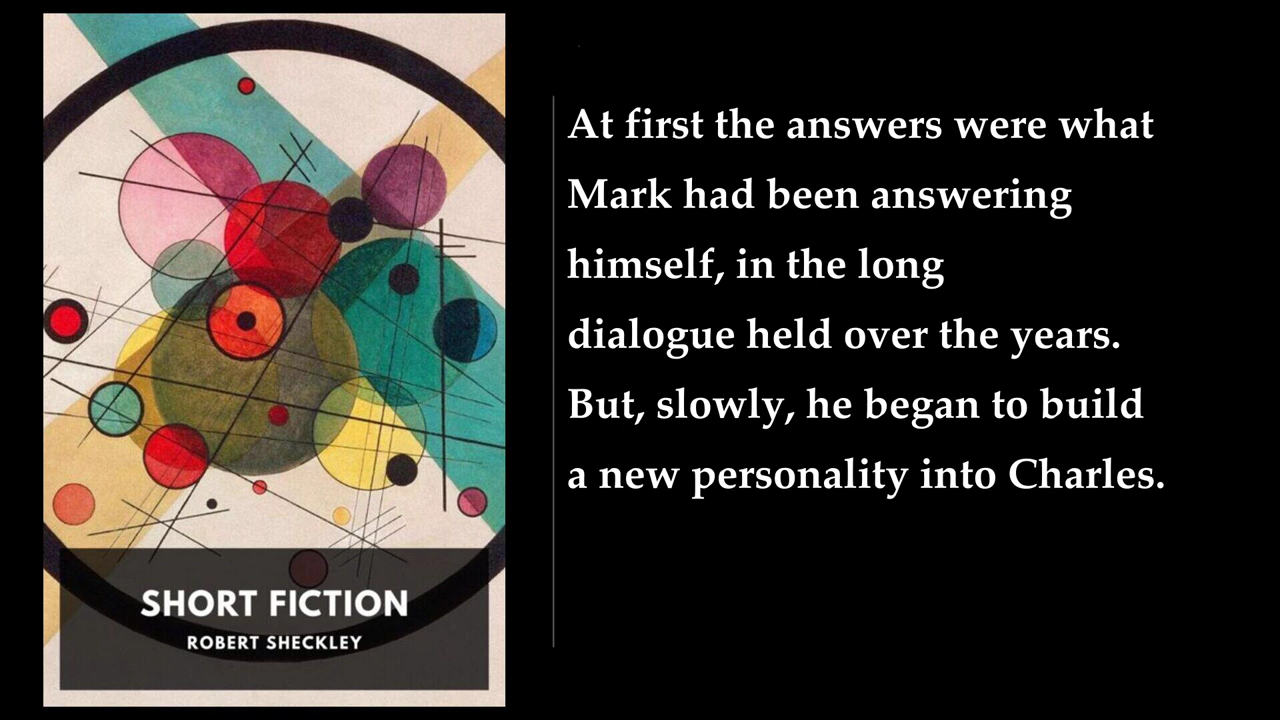 At first the answers were what
Mark had been answering
himself, in the long
dialogue held over the years.
But, slowly, he began to build
a new personality into Charles.
SHORT FICTION
ROBERT SHECKLEY